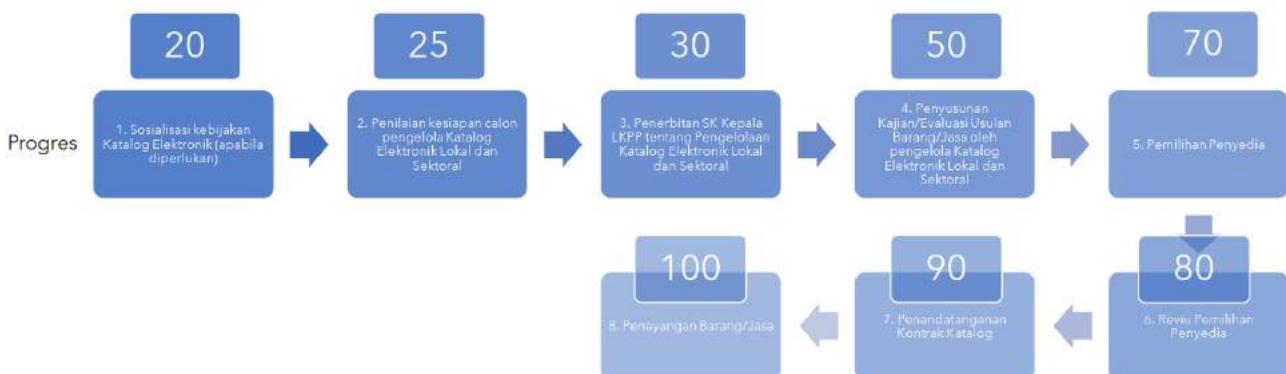 Progres
20
1. Sosialisasi kebijakan
Katalog Elektronik (apabila
diperlukan)
25
2. Penilaian kesiapan calon
pengelola Katalog
Elektronik Lokal dan
Sektoral
30
3. Penerbitan SK Kepala
LKPP tentang Pengelolaan
Katalog Elektronik Lokal
dan Sektoral
50
4. Penyusunan
Kajian/Evaluasi Usulan
Barang/Jasa oleh
pengelola Katalog
Elektronik Lokal dan
Sektoral
70
5. Pemilihan Penyedia
80
6. Reviu Pemilihan
Penyedia
90
7. Penandatanganan
Kontrak Katalog
100
8. Penayangan Barang/Jasa